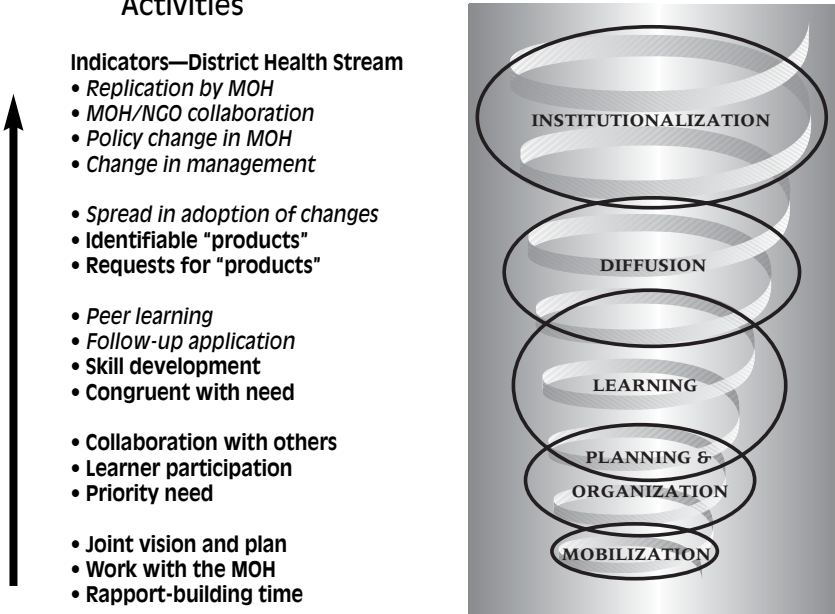 Activities
Indicators—District Health Stream
• Replication by MOH
• MOH/NGO collaboration
• Policy change in MOH
• Change in management
• Spread in adoption of changes
• Identifiable "products"
• Requests for "products"
• Peer learning
• Follow-up application
• Skill development
• Congruent with need
• Collaboration with others
• Learner participation
• Priority need
• Joint vision and plan
• Work with the MOH
• Rapport-building time
INSTITUTIONALIZATION
DIFFUSION
LEARNING
PLANNING &
ORGANIZATION
MOBILIZATION